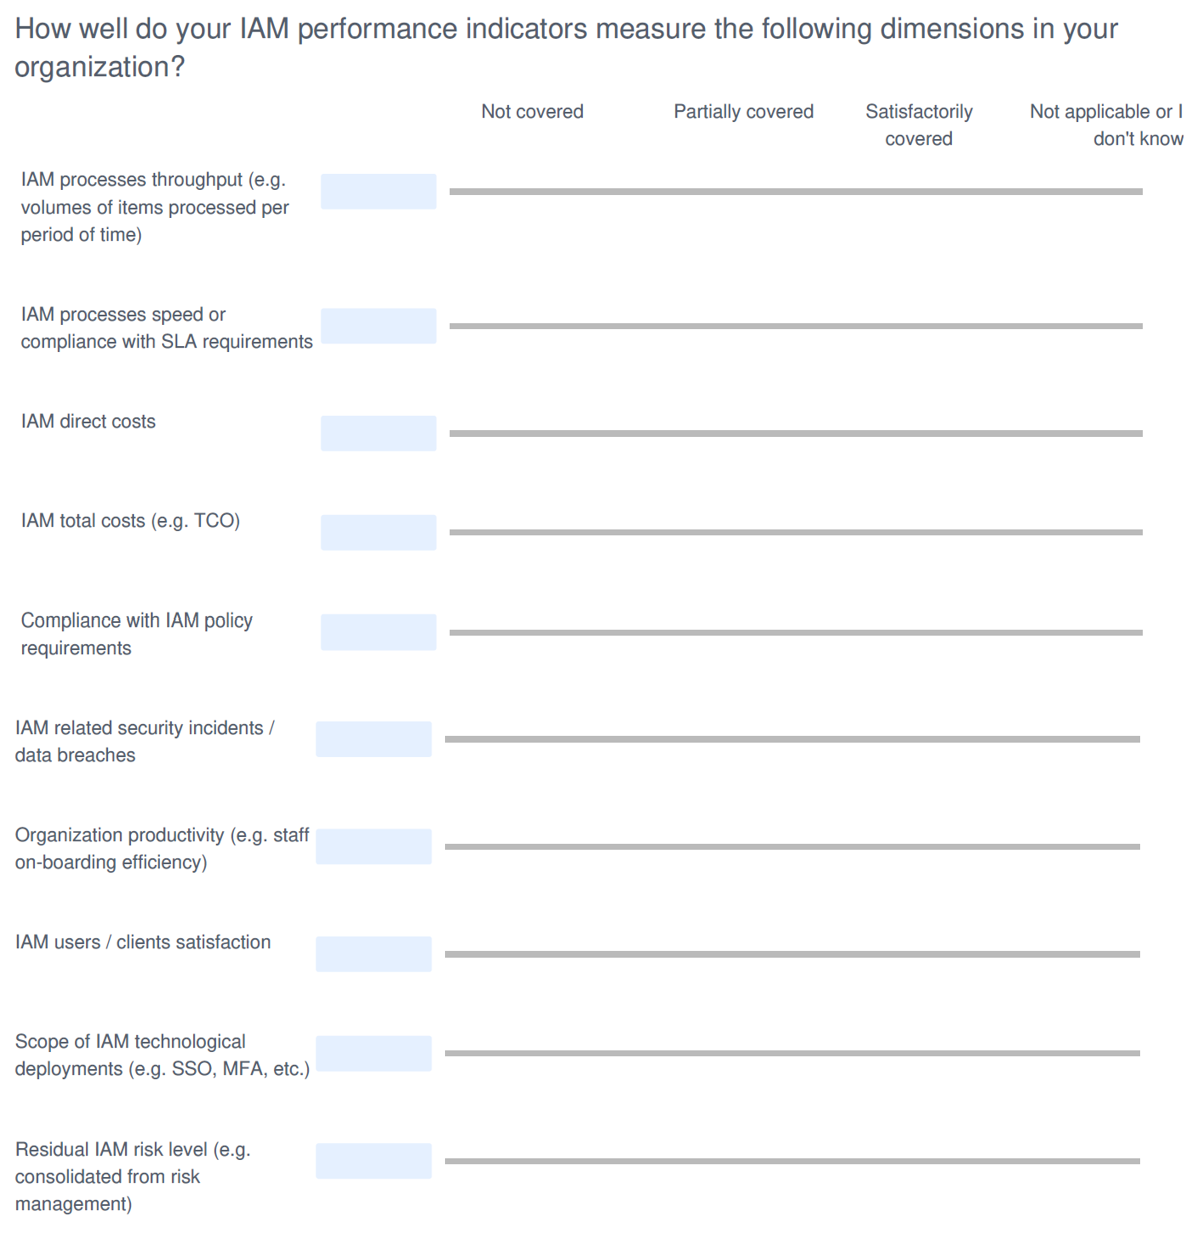 How well do your IAM performance indicators measure the following dimensions in your
organization?
Not covered
Partially covered
Satisfactorily
covered
Not applicable or I
don't know
IAM processes throughput (e.g.
volumes of items processed per
period of time)
IAM processes speed or
compliance with SLA requirements
IAM direct costs
IAM total costs (e.g. TCO)
Compliance with IAM policy
requirements
IAM related security incidents /
data breaches
Organization productivity (e.g. staff
on-boarding efficiency)
IAM users / clients satisfaction
Scope of IAM technological
deployments (e.g. SSO, MFA, etc.)
Residual IAM risk level (e.g.
consolidated from risk
management)